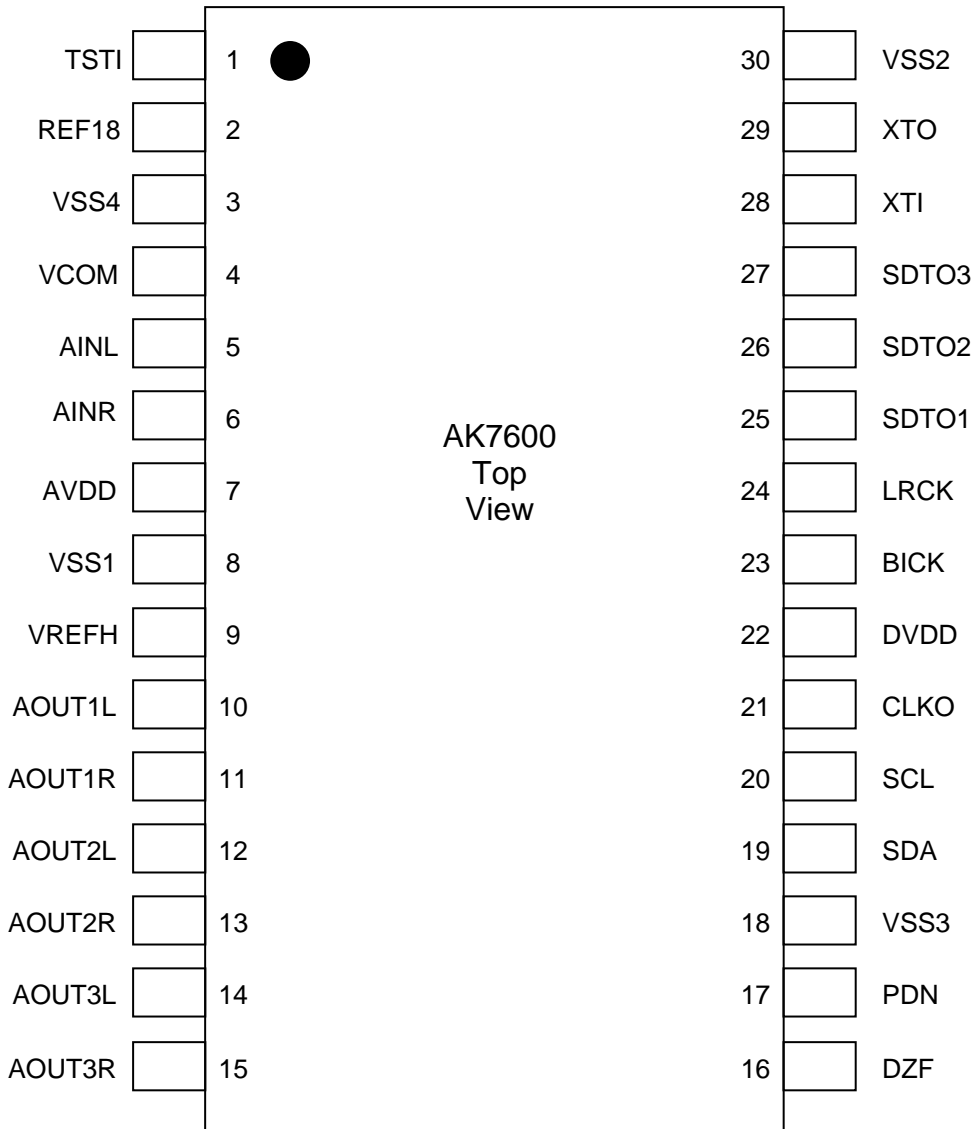 TSTI 1 30 VSS2
REF18 2 29 XTO
VSS4 3 28 XTI
VCOM 4 27 SDTO3
AINL 5 26 SDTO2
AINR 6 25 SDTO1
AK7600
Top
View
AVDD 7 24 LRCK
VSS1 8 23 BICK
VREFH 9 22 DVDD
AOUT1L 10 21 CLKO
AOUT1R 11 20 SCL
AOUT2L 12 19 SDA
AOUT2R 13 18 VSS3
AOUT3L 14 17 PDN
AOUT3R 15 16 DZF